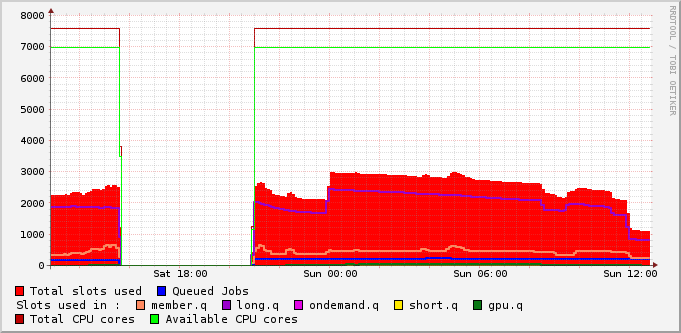 8000
7000
6000
5000
4000
3000
2000
1000
0
Sat 18:00 Sun 00:00 Sun 06:00 Sun 12:00
RRDTOOL / TOBI OETIKER
Total slots used Queued Jobs
Slots used in : member.q long.q ondemand.q short.q gpu.q
Total CPU cores Available CPU cores